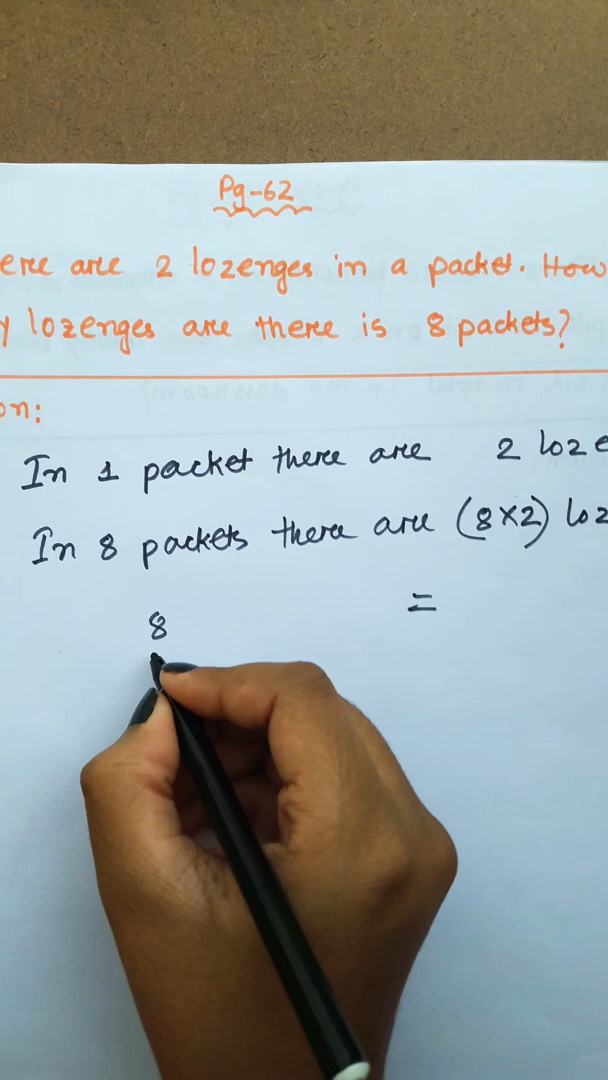 Pg-62
ere are 2 lozenges in a packet. How
y lozenges are there is 8 packets?
on:
In 1 packet there are 2 loze
In 8 packets there are (8×2) loz
=
8